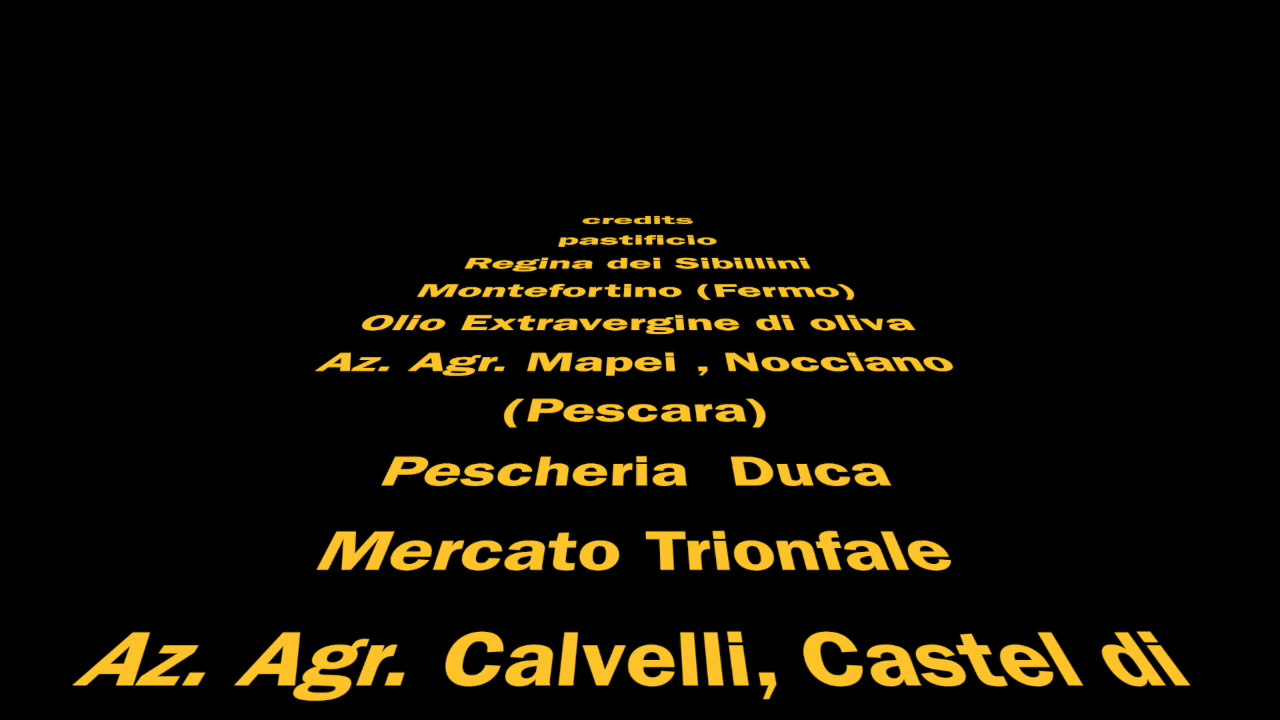 credits
pastificio
Regina dei Sibillini
Montefortino (Fermo)
Olio Extravergine di oliva
Az. Agr. Mapei , Nocciano
(Pescara)
Pescheria Duca
Mercato Trionfale
Az. Agr. Calvelli, Castel di